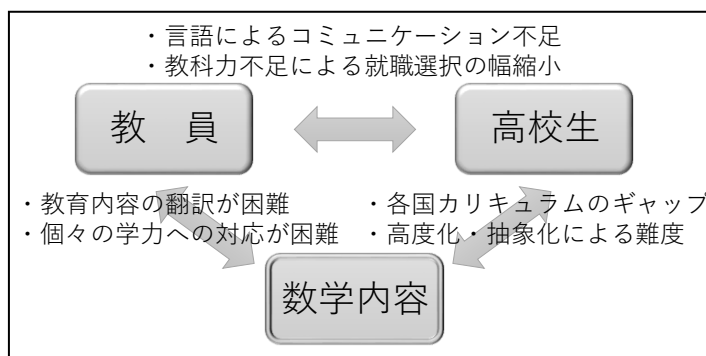 ・言語によるコミュニケーション不足
・教科力不足による就職選択の幅縮小
教　員
高校生
・教育内容の翻訳が困難
・個々の学力への対応が困難
・各国カリキュラムのギャップ
・高度化・抽象化による難度
数学内容